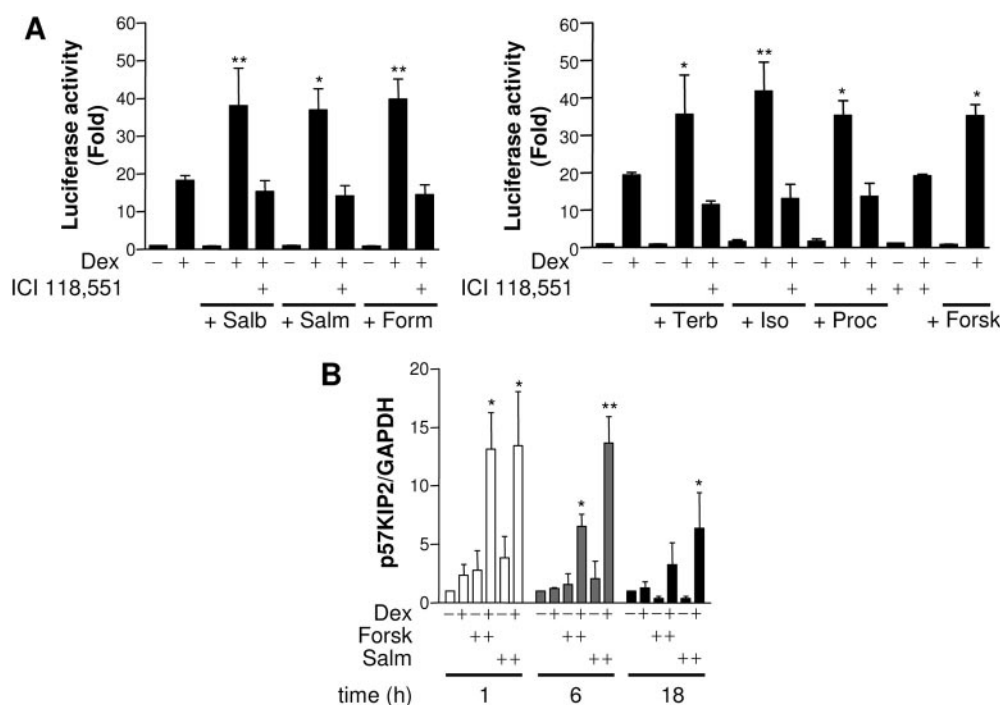 A
Luciferase activity
(Fold)
60
50
40
30
20
10
0
** * **
Dex − + − + + − + + − + +
ICI 118,551 + + +
+ Salb + Salm + Form
Luciferase activity
(Fold)
60
50
40
30
20
10
0
* ** * *
Dex − + − + + − + + − + + − + − +
ICI 118,551 + + + + +
+ Terb + Iso + Proc + Forsk
B
p57KIP2/GAPDH
20
15
10
5
0
* * * ** *
Dex −+−+−+ −+−+−+ −+−+−+
Forsk ++ ++ ++
Salm ++ ++ ++
time (h) 1 6 18